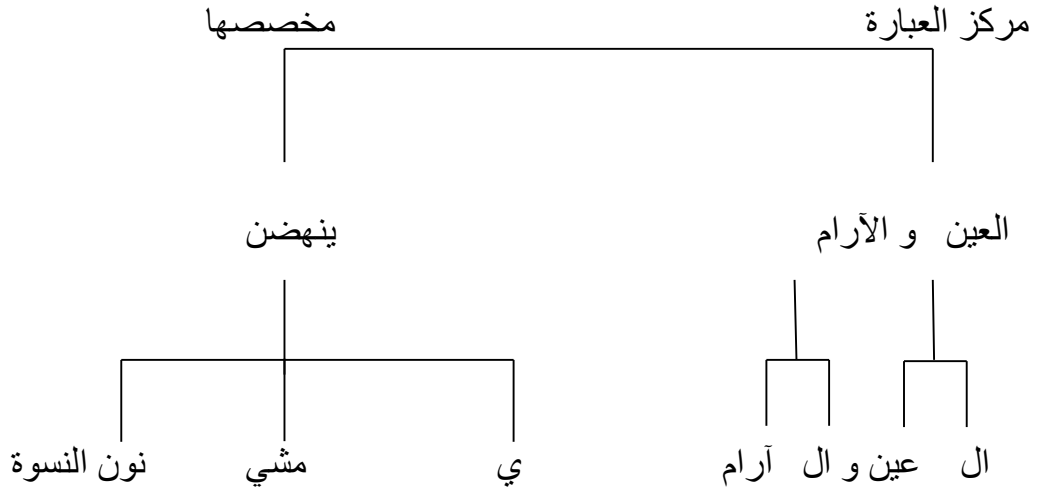 مركز العبارة مخصصها
العين و الآرام ينهضن
ال عين و ال آرام ي مشي نون النسوة